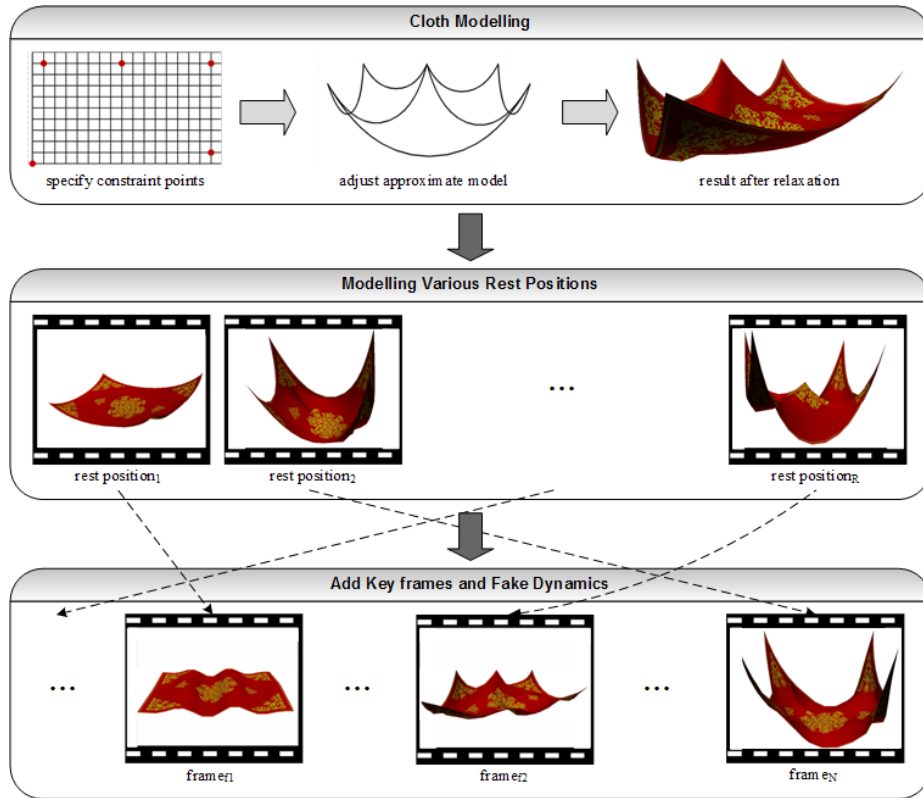 Cloth Modelling
specify constraint points
adjust approximate model
result after relaxation
Modelling Various Rest Positions
...
rest position1
rest position2
rest positionR
Add Key frames and Fake Dynamics
... ... ...
framef1
framef2
frameN